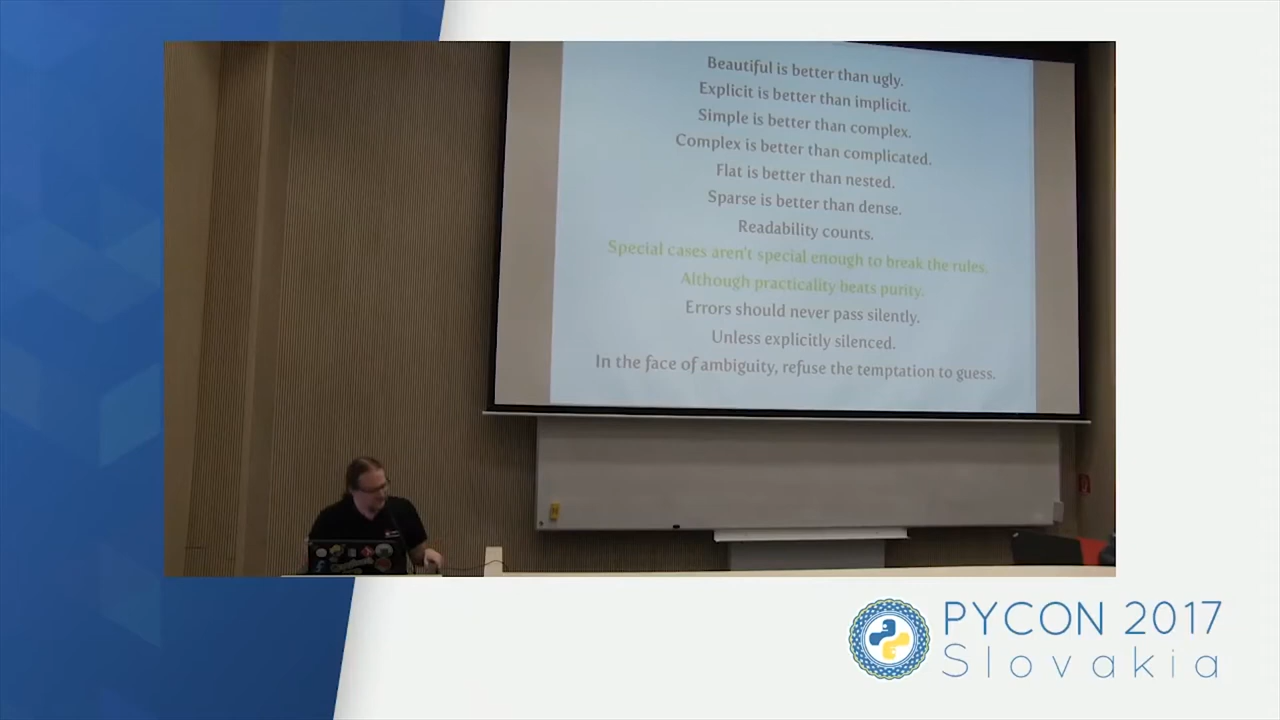 Beautiful is better than ugly.
Explicit is better than implicit.
Simple is better than complex.
Complex is better than complicated.
Flat is better than nested.
Sparse is better than dense.
Readability counts.
Special cases aren't special enough to break the rules.
Although practicality beats purity.
Errors should never pass silently.
Unless explicitly silenced.
In the face of ambiguity, refuse the temptation to guess.
PYCON 2017
Slovakia